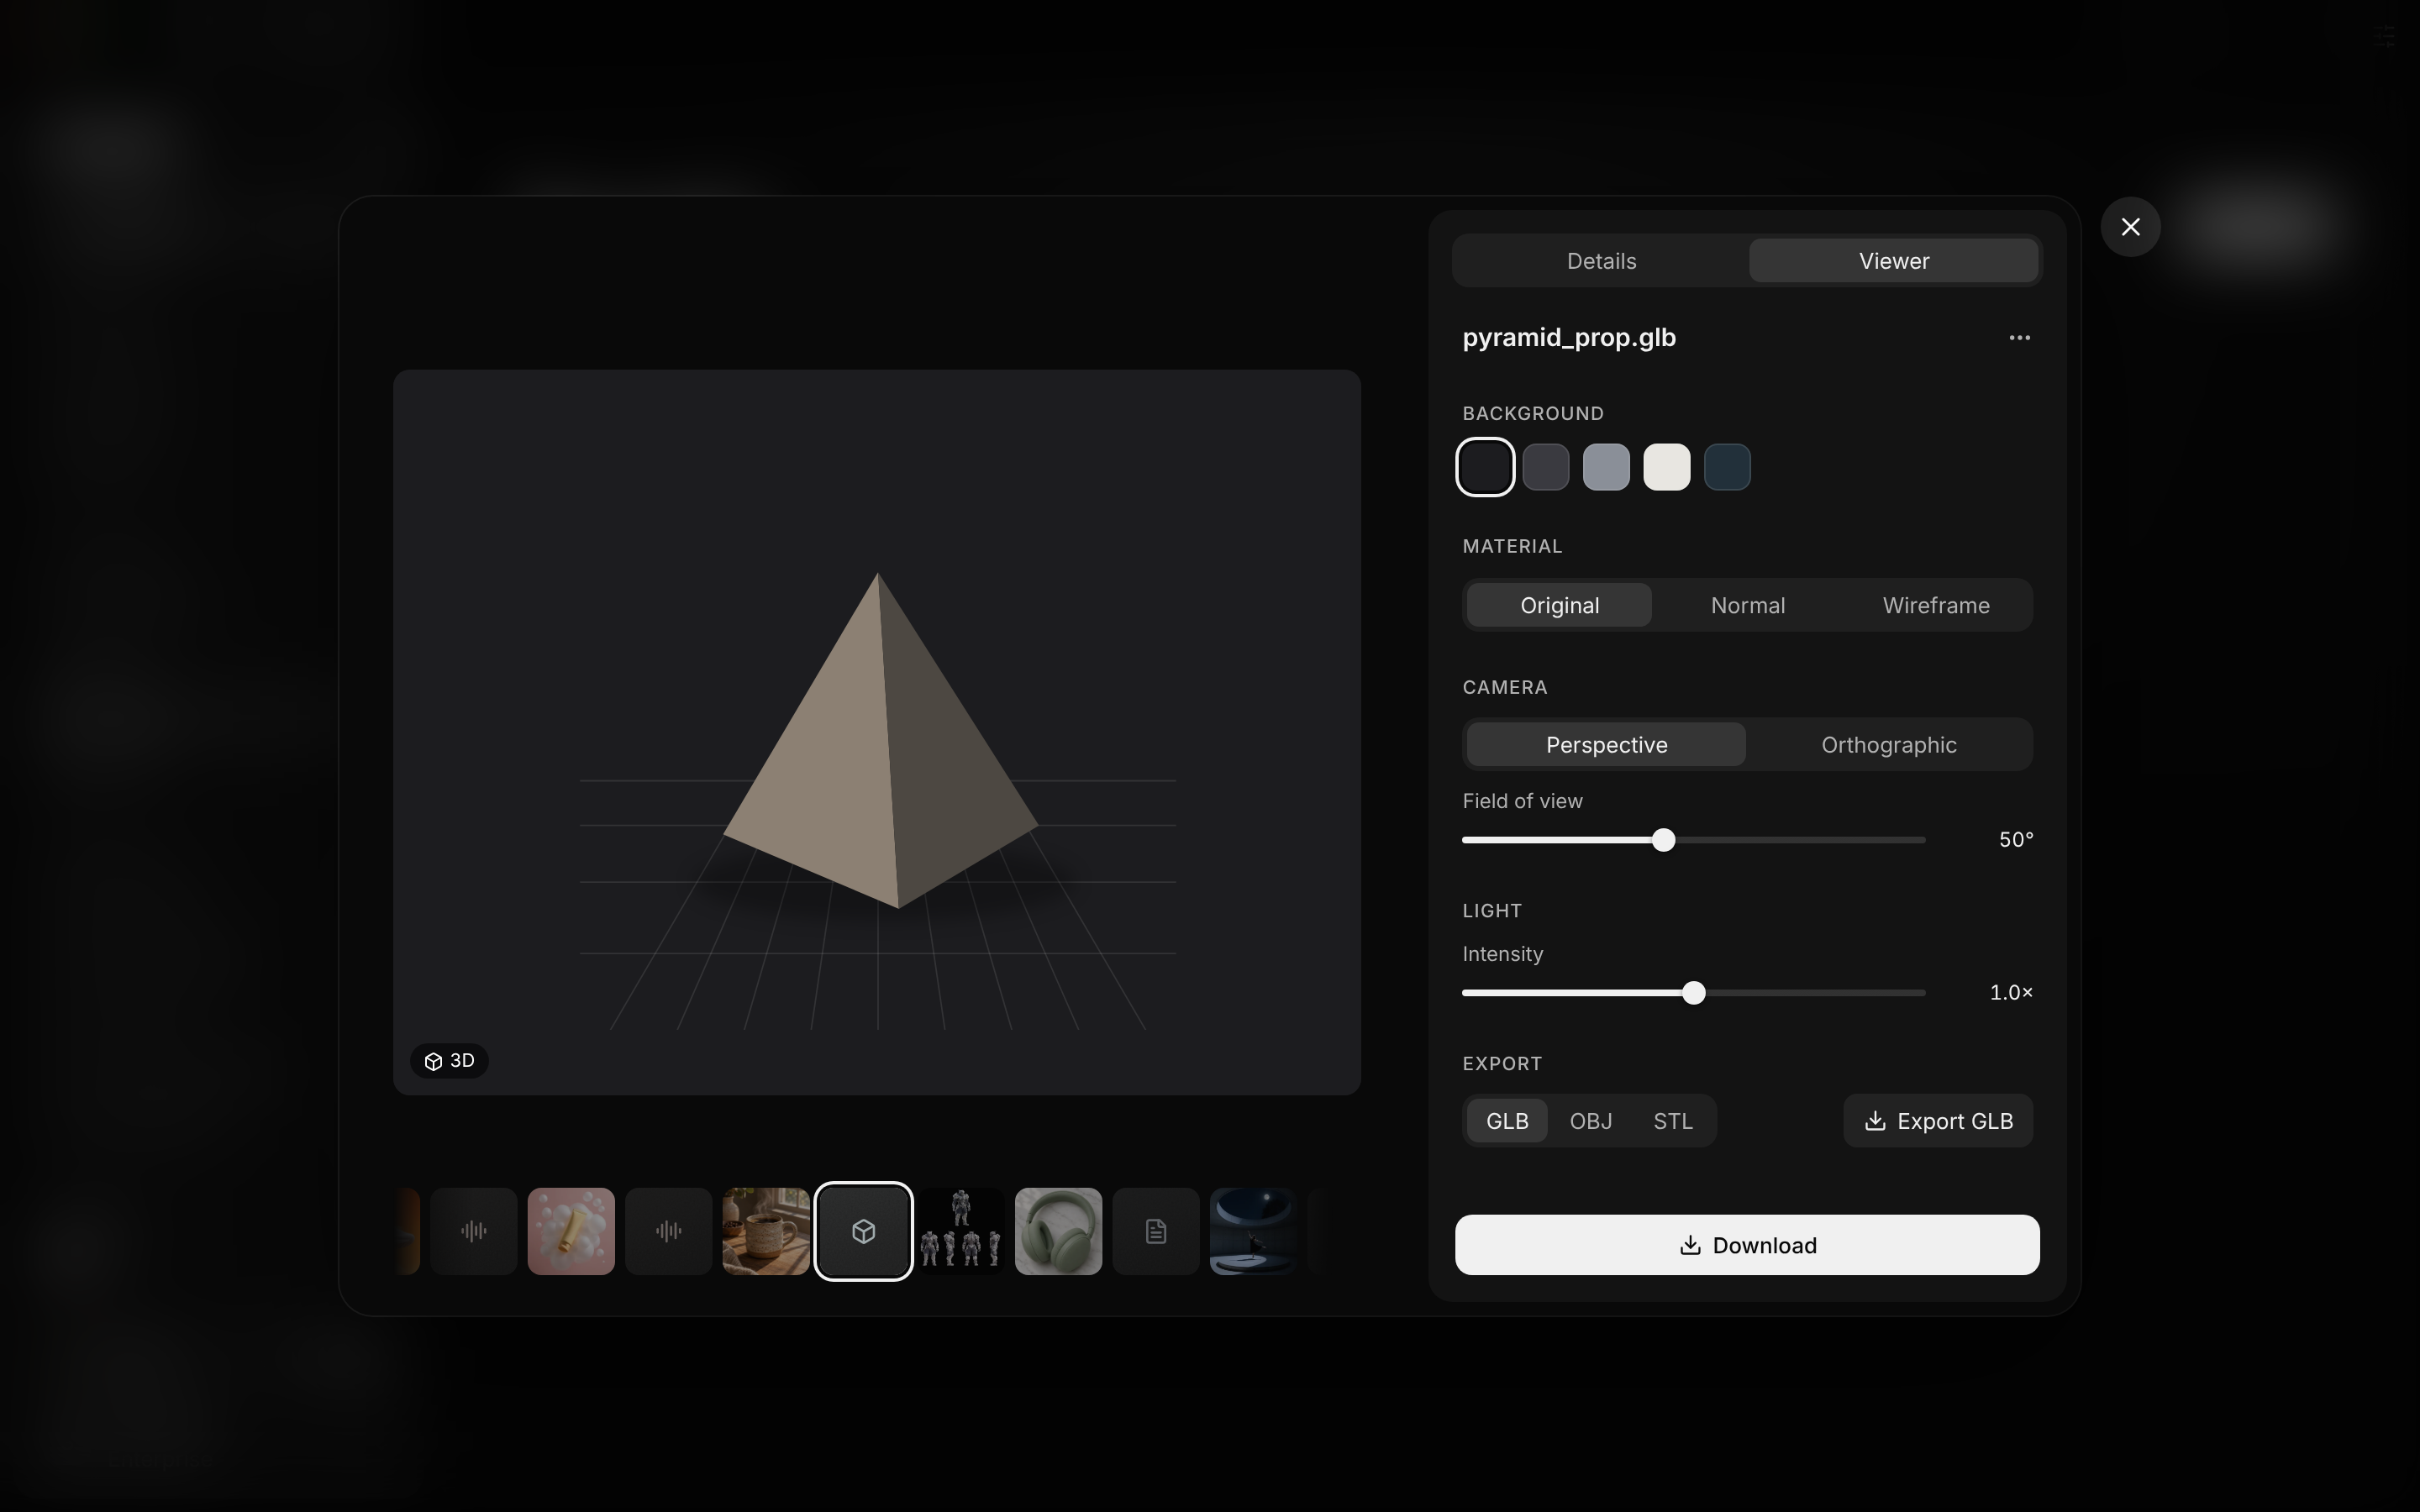 Details
Viewer
pyramid_prop.glb
BACKGROUND
MATERIAL
Original
Normal
Wireframe
CAMERA
Perspective
Orthographic
Field of view
50°
LIGHT
Intensity
1.0×
EXPORT
GLB
OBJ
STL
Export GLB
Download
3D